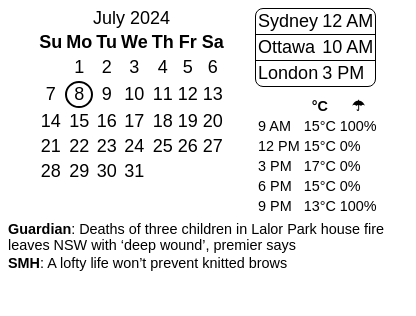 July 2024
Su Mo Tu We Th Fr Sa
1 2 3 4 5 6
7 8 9 10 11 12 13
14 15 16 17 18 19 20
21 22 23 24 25 26 27
28 29 30 31
Sydney 12 AM
Ottawa 10 AM
London 3 PM
°C ☂
9 AM 15°C 100%
12 PM 15°C 0%
3 PM 17°C 0%
6 PM 15°C 0%
9 PM 13°C 100%
Guardian: Deaths of three children in Lalor Park house fire
leaves NSW with ‘deep wound’, premier says
SMH: A lofty life won’t prevent knitted brows